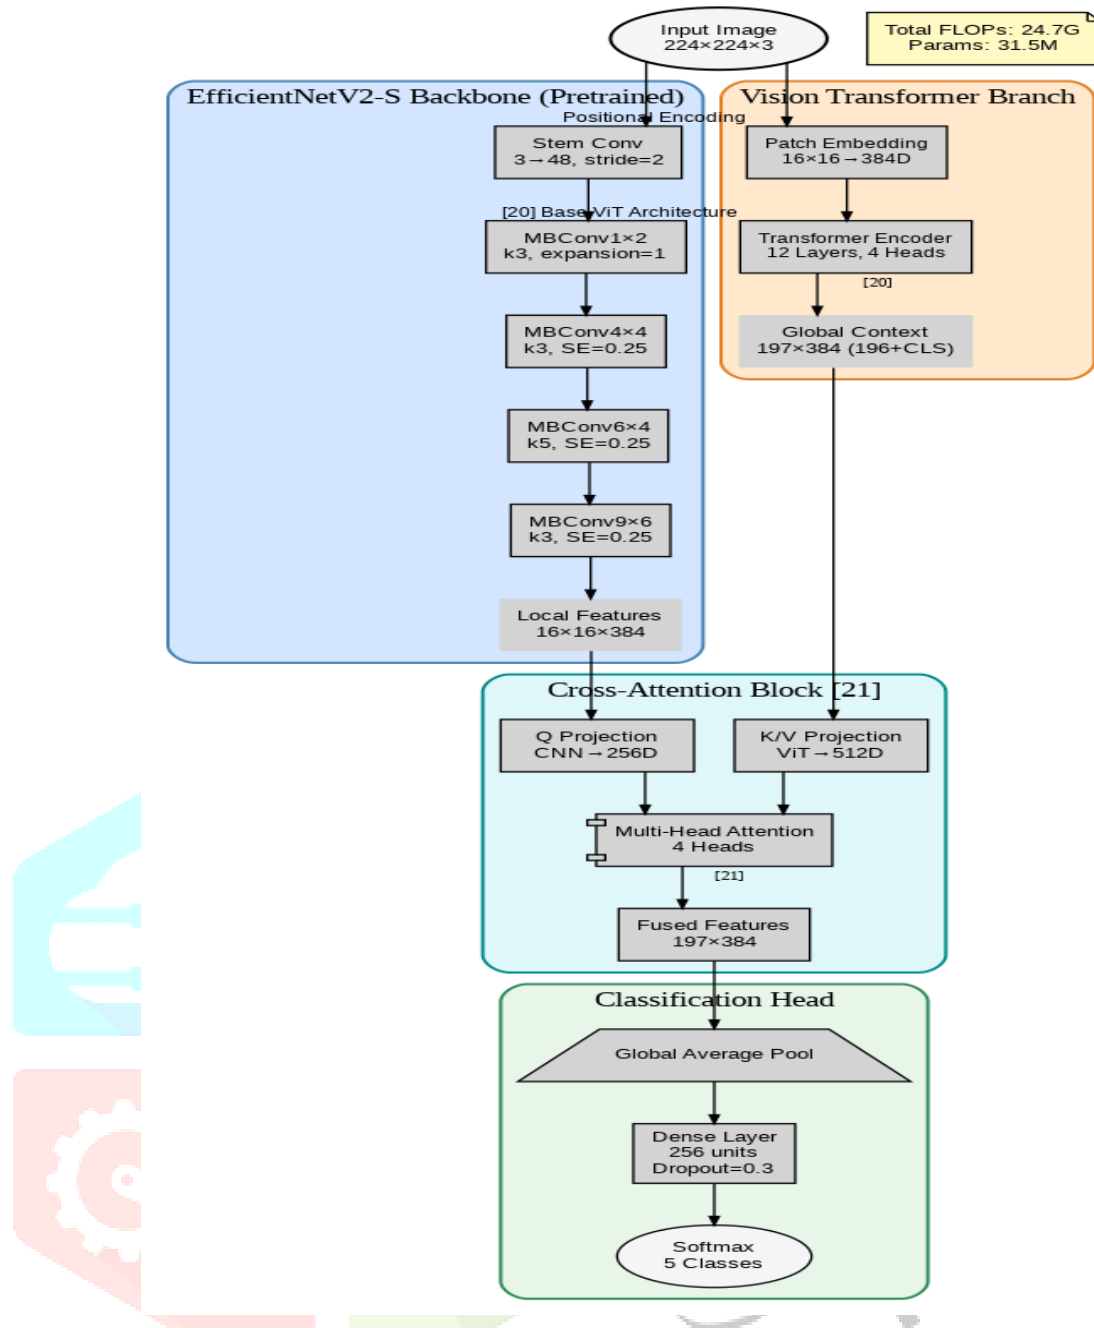 Input Image
224×224×3
Total FLOPs: 24.7G
Params: 31.5M
EfficientNetV2-S Backbone (Pretrained)
Positional Encoding
Stem Conv
3→48, stride=2
[20] Base ViT Architecture
MBConv1×2
k3, expansion=1
MBConv4×4
k3, SE=0.25
MBConv6×4
k5, SE=0.25
MBConv9×6
k3, SE=0.25
Local Features
16×16×384
Vision Transformer Branch
Patch Embedding
16×16→384D
Transformer Encoder
12 Layers, 4 Heads
[20]
Global Context
197×384 (196+CLS)
Cross-Attention Block [21]
Q Projection
CNN→256D
K/V Projection
ViT→512D
Multi-Head Attention
4 Heads
[21]
Fused Features
197×384
Classification Head
Global Average Pool
Dense Layer
256 units
Dropout=0.3
Softmax
5 Classes